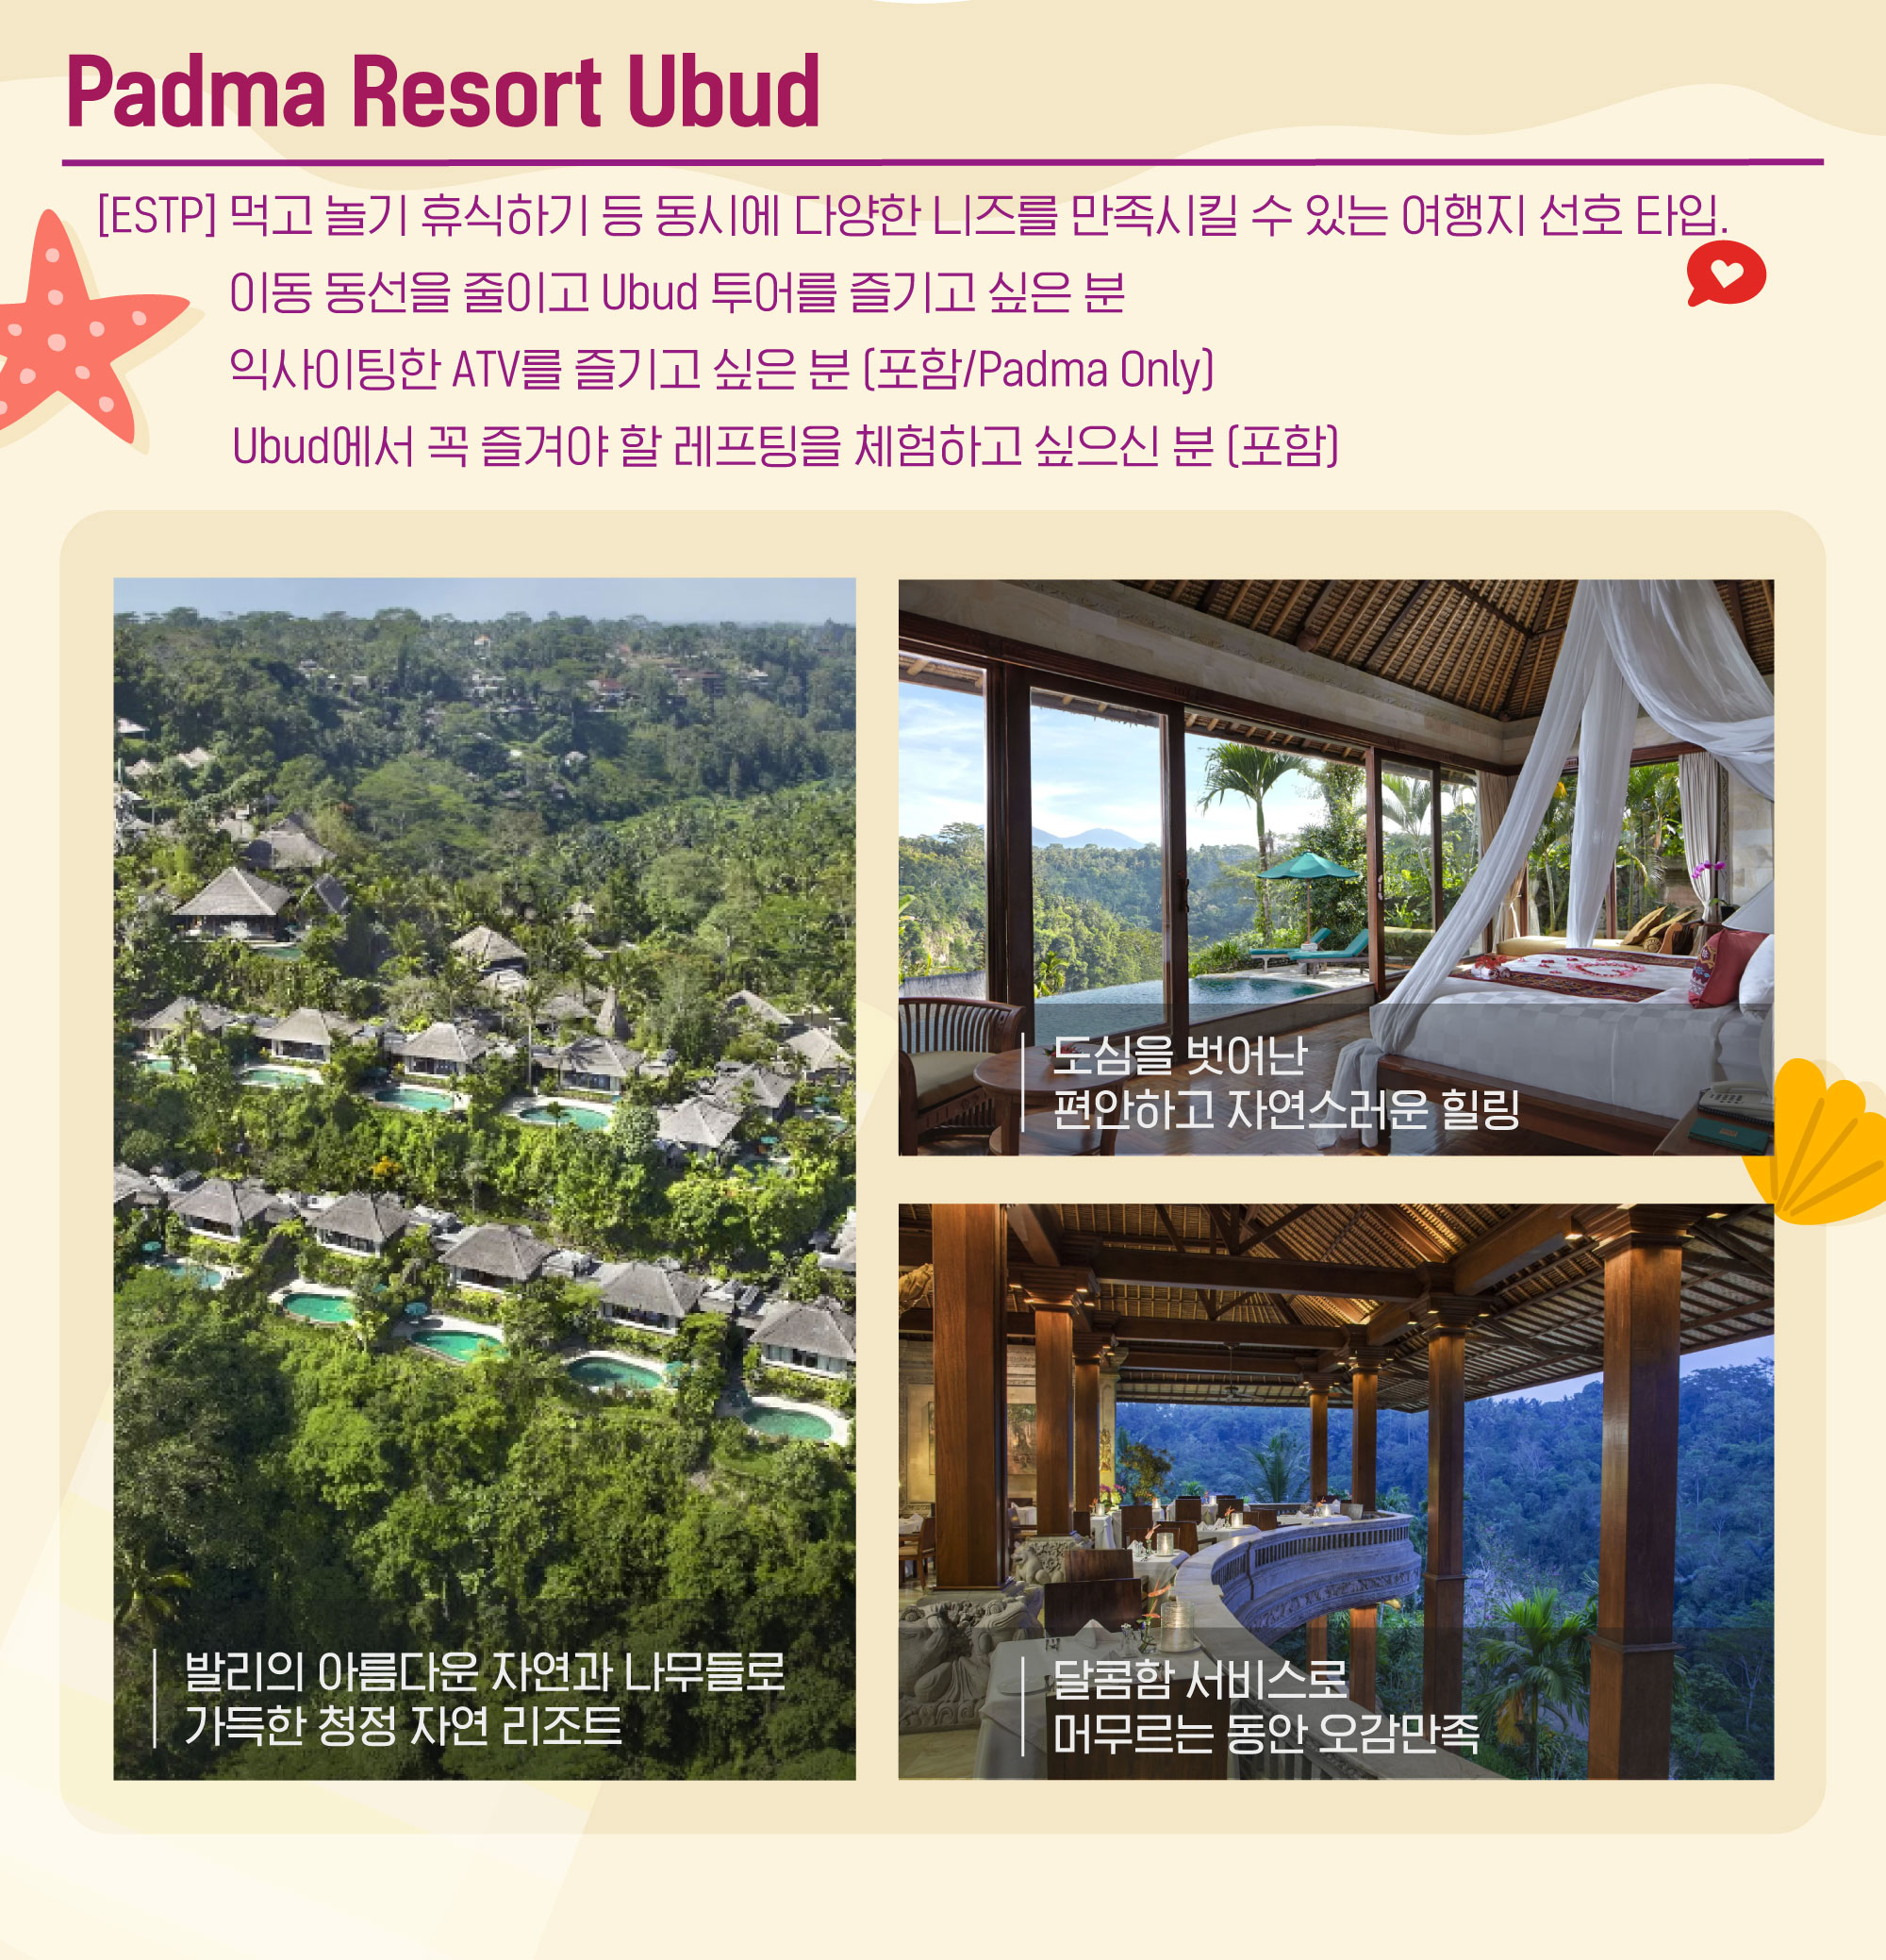 Padma Resort Ubud
[ESTP] 먹고 놀기 휴식하기 등 동시에 다양한 니즈를 만족시킬 수 있는 여행지 선호 타입.
이동 동선을 줄이고 Ubud 투어를 즐기고 싶은 분
익사이팅한 ATV를 즐기고 싶은 분 (포함/Padma Only)
Ubud에서 꼭 즐겨야 할 레프팅을 체험하고 싶으신 분 (포함)
도심을 벗어난
편안하고 자연스러운 힐링
발리의 아름다운 자연과 나무들로
가득한 청정 자연 리조트
달콤함 서비스로
머무르는 동안 오감만족